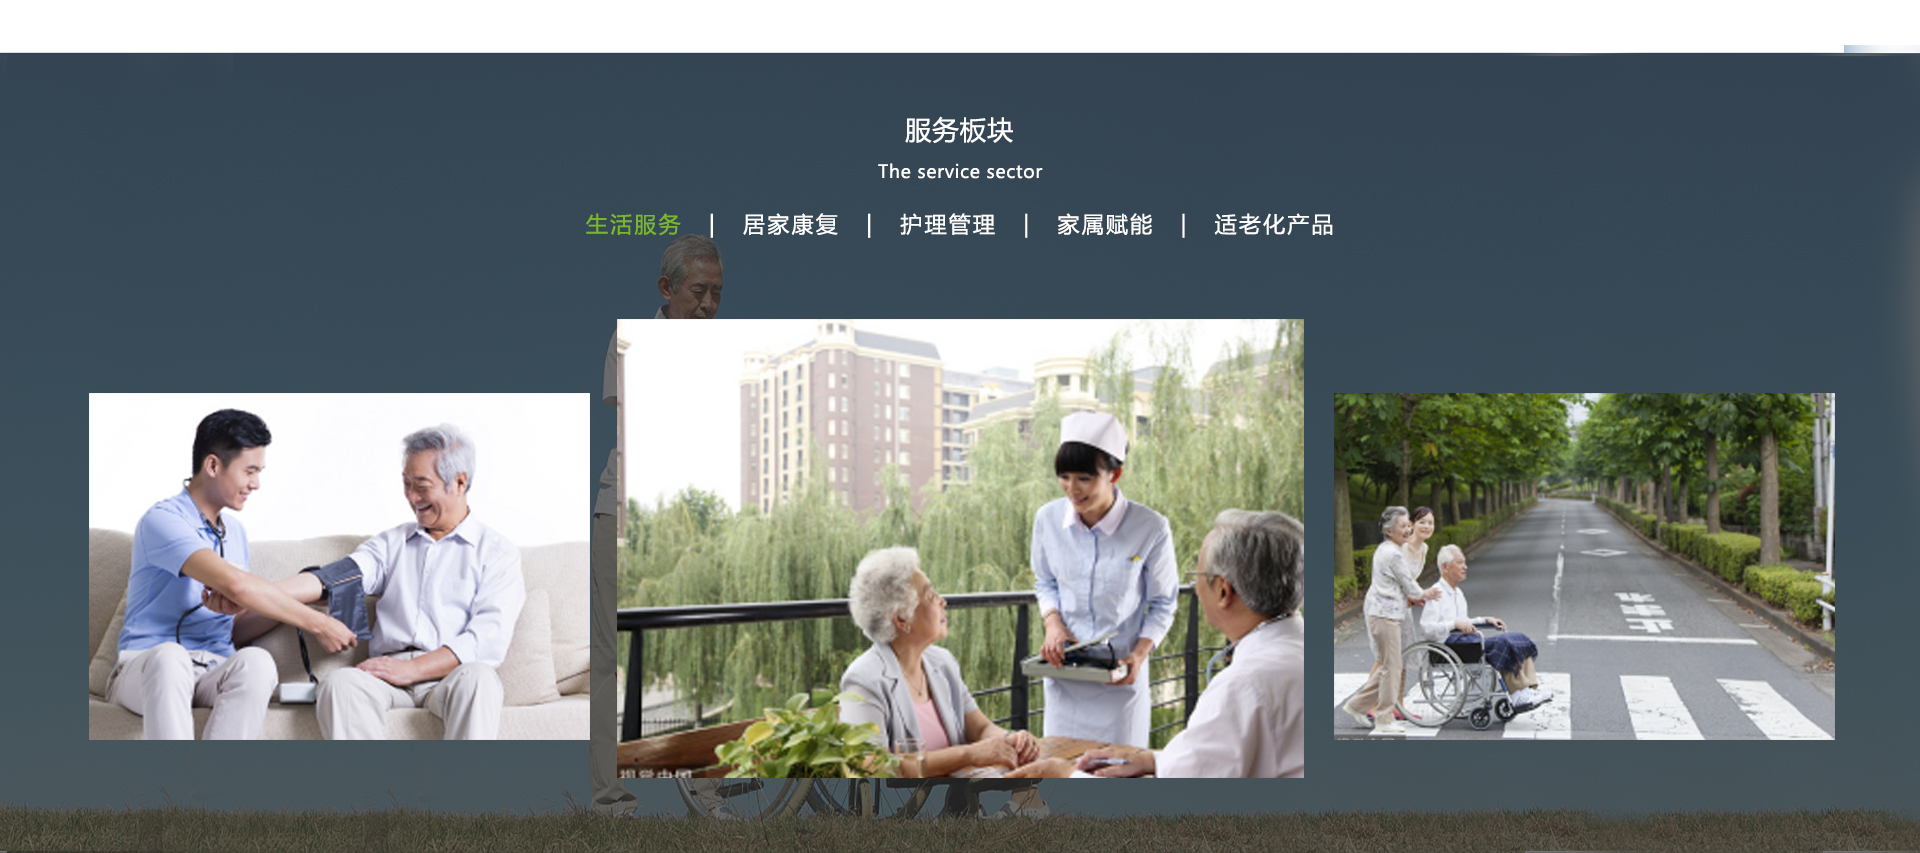 服务板块
The service sector
生活服务 | 居家康复 | 护理管理 | 家属赋能 | 适老化产品